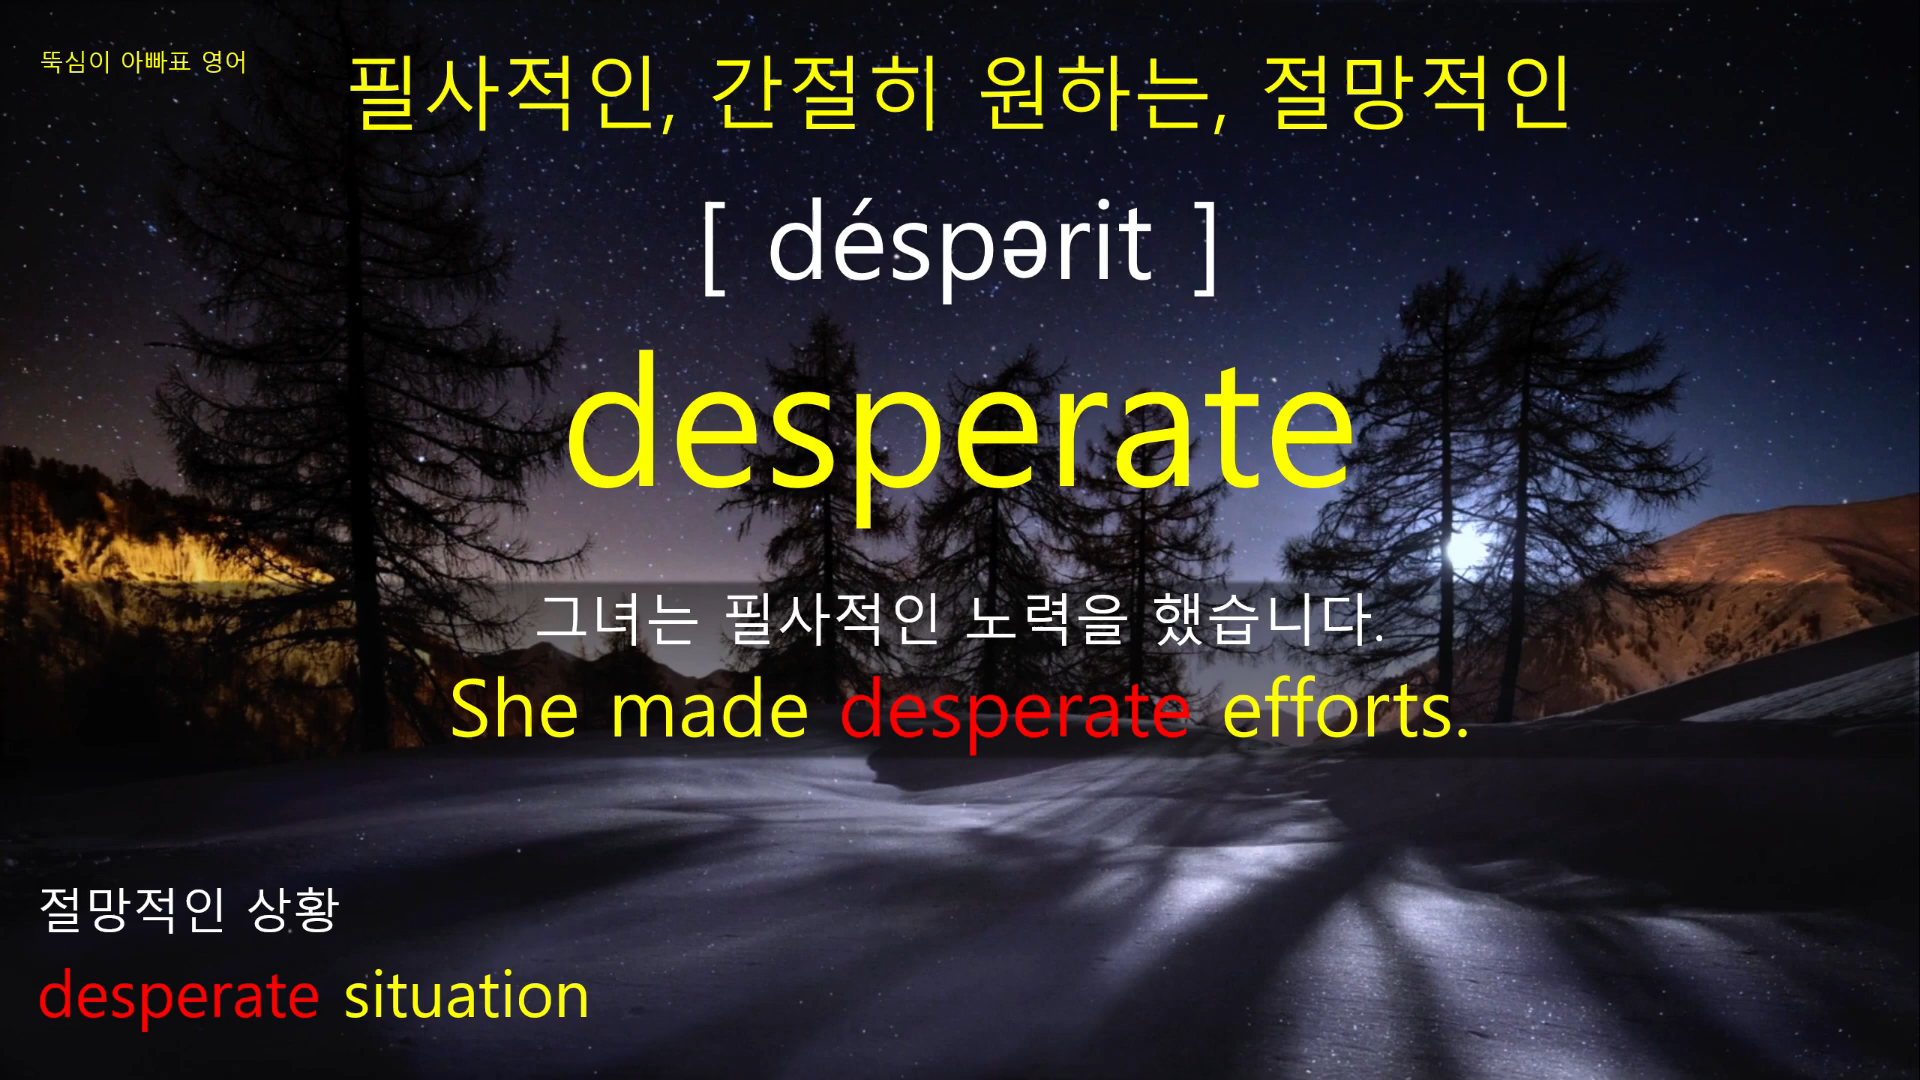 뚝심이 아빠표 영어
필사적인, 간절히 원하는, 절망적인
[ déspərit ]
desperate
그녀는 필사적인 노력을 했습니다.
She made desperate efforts.
절망적인 상황
desperate situation